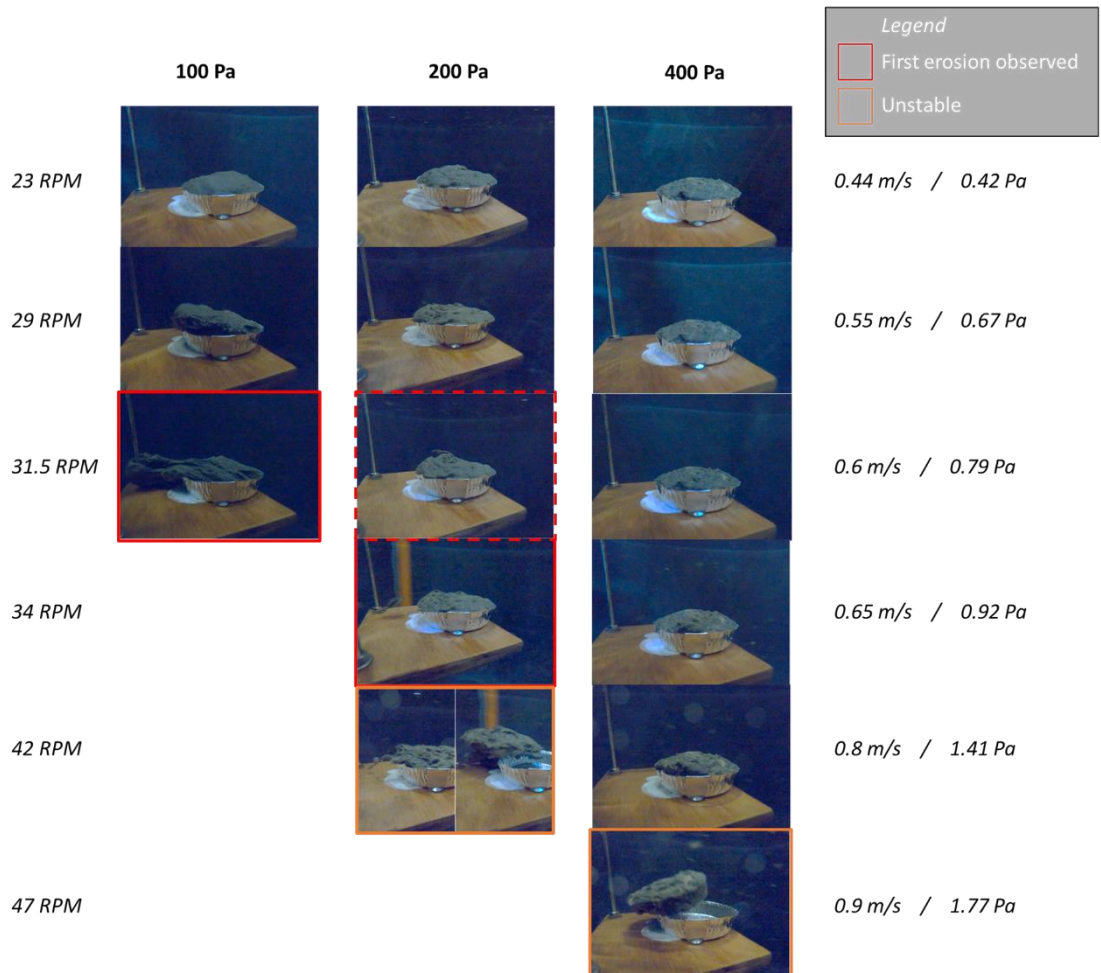 Legend
First erosion observed
Unstable
100 Pa 200 Pa 400 Pa
23 RPM 0.44 m/s / 0.42 Pa
29 RPM 0.55 m/s / 0.67 Pa
31.5 RPM 0.6 m/s / 0.79 Pa
34 RPM 0.65 m/s / 0.92 Pa
42 RPM 0.8 m/s / 1.41 Pa
47 RPM 0.9 m/s / 1.77 Pa